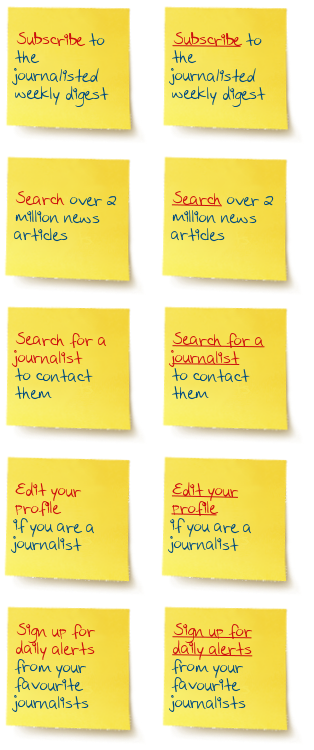 Subscribe to
the
journalisted
weekly digest
Subscribe to
the
journalisted
weekly digest
Search over 2
million news
articles
Search over 2
million news
articles
Search for a
journalist
to contact
them
Search for a
journalist
to contact
them
Edit your
profile
if you are a
journalist
Edit your
profile
if you are a
journalist
Sign up for
daily alerts
from your
favourite
journalists
Sign up for
daily alerts
from your
favourite
journalists